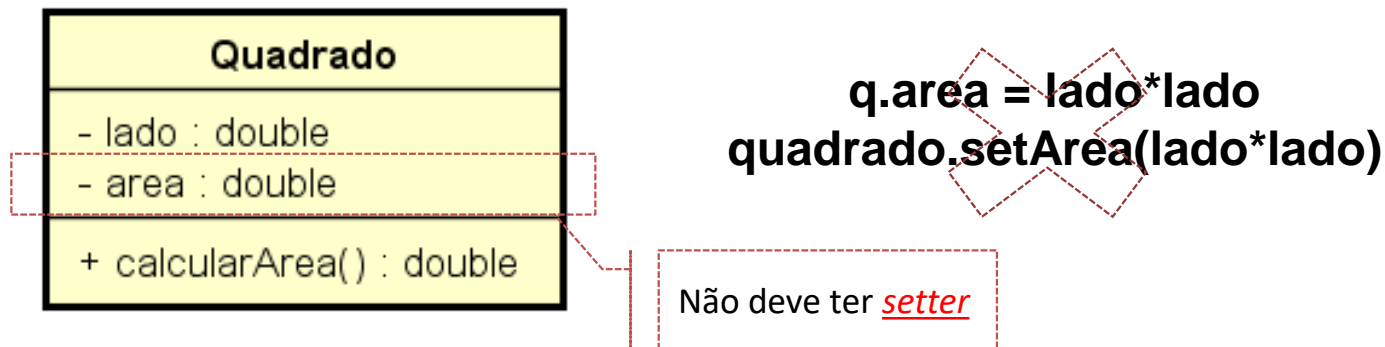 Quadrado
- lado : double
- area : double
+ calcularArea() : double
q.area = lado*lado
quadrado.setArea(lado*lado)
Não deve ter setter